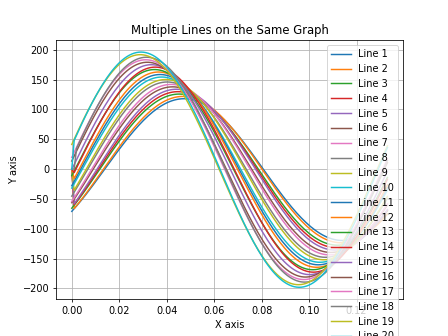 Multiple Lines on the Same Graph
200
150
100
50
0
−50
−100
−150
−200
Y axis
0.00
0.02
0.04
0.06
0.08
0.10
X axis
Line 1
Line 2
Line 3
Line 4
Line 5
Line 6
Line 7
Line 8
Line 9
Line 10
Line 11
Line 12
Line 13
Line 14
Line 15
Line 16
Line 17
Line 18
Line 19
Line 20